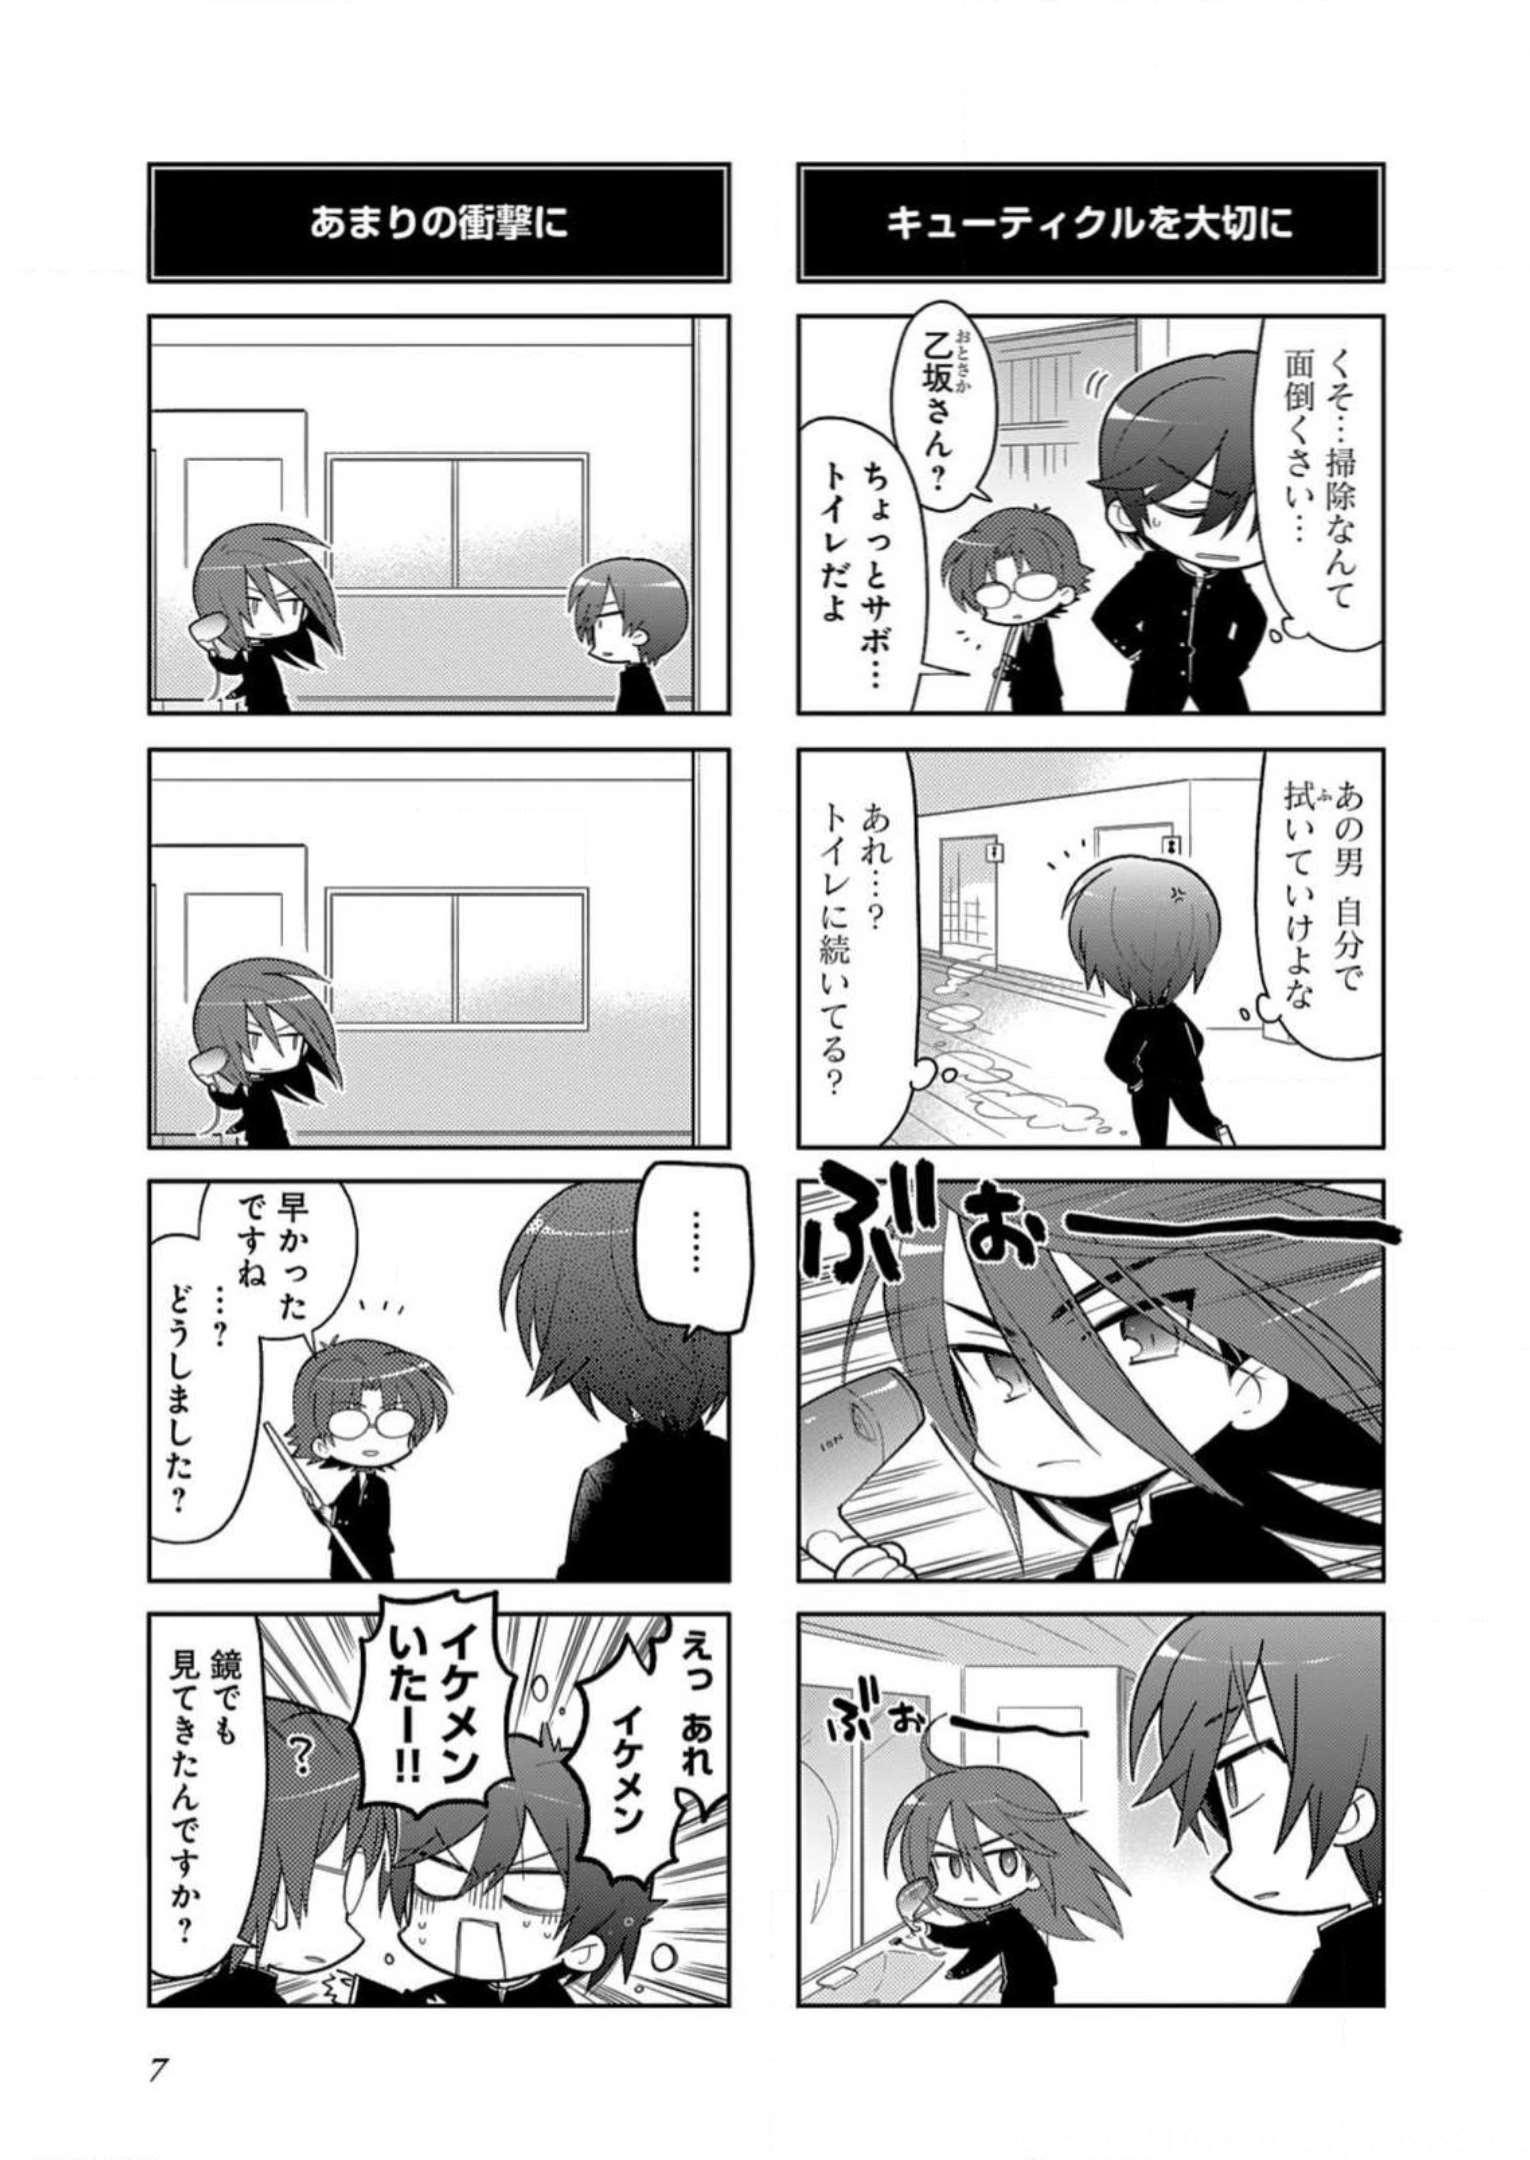 キューティクルを大切に
くそ…掃除なんて
面倒くさい…
乙坂さん？
おとさか
ちょっとサボ…
トイレだよ
あの男 自分で
拭いていけよな
ふ
あれ…？
トイレに続いてる？
ぶぉーーー
ION
ぶぉーーー
あまりの衝撃に
……
早かった
ですね
…？
どうしました？
えっ あれ
イケメン
イケメン
いたー!!
？
鏡でも
見てきたんですか？
7